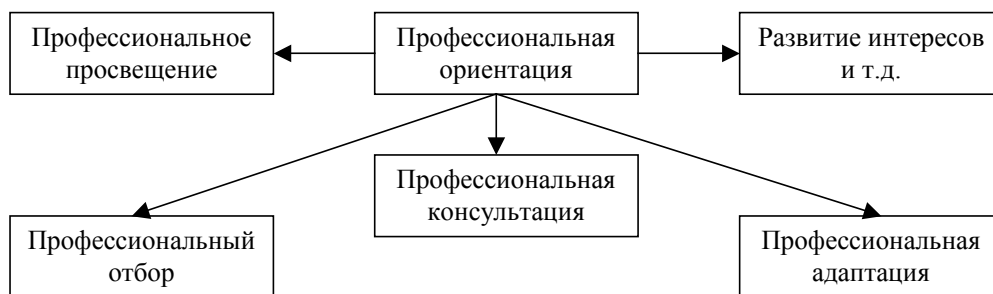 Профессиональное
просвещение
Профессиональная
ориентация
Развитие интересов
и т.д.
Профессиональная
консультация
Профессиональный
отбор
Профессиональная
адаптация